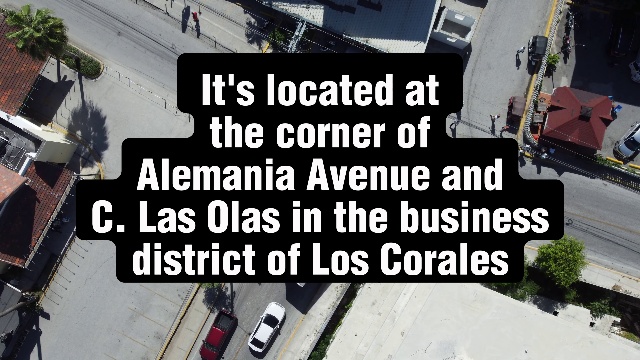 It's located at
the corner of
Alemania Avenue and
C. Las Olas in the business
district of Los Corales